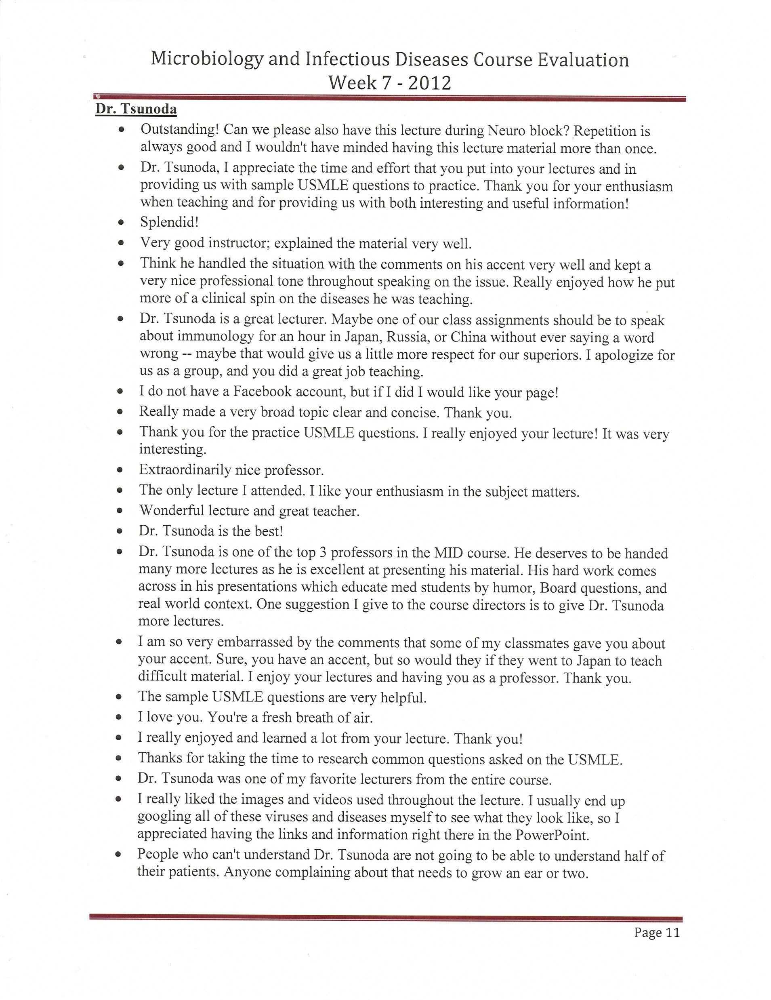 Microbiology and Infectious Diseases Course Evaluation
Week 7 - 2012
Dr. Tsunoda
• Outstanding! Can we please also have this lecture during Neuro block? Repetition is
always good and I wouldn't have minded having this lecture material more than once.
• Dr. Tsunoda, I appreciate the time and effort that you put into your lectures and in
providing us with sample USMLE questions to practice. Thank you for your enthusiasm
when teaching and for providing us with both interesting and useful information!
• Splendid!
• Very good instructor; explained the material very well.
• Think he handled the situation with the comments on his accent very well and kept a
very nice professional tone throughout speaking on the issue. Really enjoyed how he put
more of a clinical spin on the diseases he was teaching.
• Dr. Tsunoda is a great lecturer. Maybe one of our class assignments should be to speak
about immunology for an hour in Japan, Russia, or China without ever saying a word
wrong -- maybe that would give us a little more respect for our superiors. I apologize for
us as a group, and you did a great job teaching.
• I do not have a Facebook account, but if I did I would like your page!
• Really made a very broad topic clear and concise. Thank you.
• Thank you for the practice USMLE questions. I really enjoyed your lecture! It was very
interesting.
• Extraordinarily nice professor.
• The only lecture I attended. I like your enthusiasm in the subject matters.
• Wonderful lecture and great teacher.
• Dr. Tsunoda is the best!
• Dr. Tsunoda is one of the top 3 professors in the MID course. He deserves to be handed
many more lectures as he is excellent at presenting his material. His hard work comes
across in his presentations which educate med students by humor, Board questions, and
real world context. One suggestion I give to the course directors is to give Dr. Tsunoda
more lectures.
• I am so very embarrassed by the comments that some of my classmates gave you about
your accent. Sure, you have an accent, but so would they if they went to Japan to teach
difficult material. I enjoy your lectures and having you as a professor. Thank you.
• The sample USMLE questions are very helpful.
• I love you. You're a fresh breath of air.
• I really enjoyed and learned a lot from your lecture. Thank you!
• Thanks for taking the time to research common questions asked on the USMLE.
• Dr. Tsunoda was one of my favorite lecturers from the entire course.
• I really liked the images and videos used throughout the lecture. I usually end up
googling all of these viruses and diseases myself to see what they look like, so I
appreciated having the links and information right there in the PowerPoint.
• People who can't understand Dr. Tsunoda are not going to be able to understand half of
their patients. Anyone complaining about that needs to grow an ear or two.
Page 11